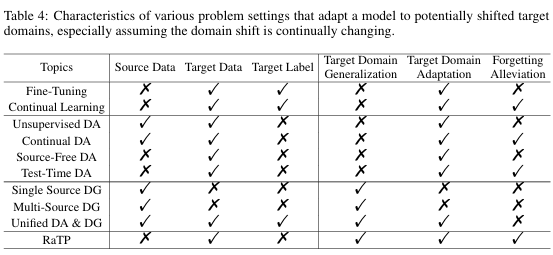 Table 4: Characteristics of various problem settings that adapt a model to potentially shifted target
domains, especially assuming the domain shift is continually changing.
Topics Source Data Target Data Target Label Target Domain Generalization Target Domain Adaptation Forgetting Alleviation
Fine-Tuning ✗ ✓ ✓ ✗ ✓ ✗
Continual Learning ✗ ✓ ✓ ✗ ✓ ✓
Unsupervised DA ✓ ✓ ✗ ✗ ✓ ✗
Continual DA ✓ ✓ ✗ ✗ ✓ ✓
Source-Free DA ✗ ✓ ✗ ✗ ✓ ✗
Test-Time DA ✗ ✓ ✗ ✗ ✓ ✓
Single Source DG ✓ ✗ ✗ ✓ ✗ ✗
Multi-Source DG ✓ ✗ ✗ ✓ ✗ ✗
Unified DA & DG ✓ ✓ ✓ ✓ ✓ ✗
RaTP ✗ ✓ ✗ ✓ ✓ ✓